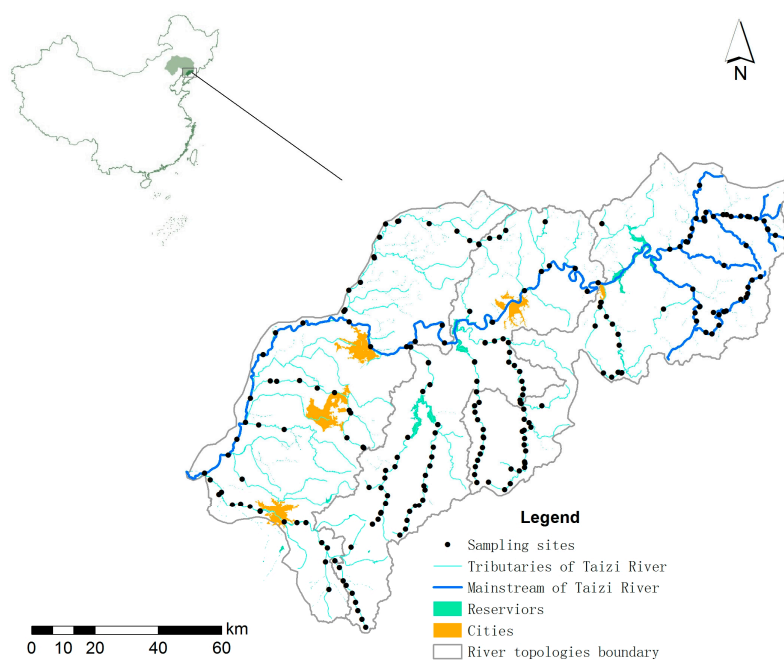 N
Legend
Sampling sites
Tributaries of Taizi River
Mainstream of Taizi River
Reserviors
Cities
River topologies boundary
km
0 10 20 40 60